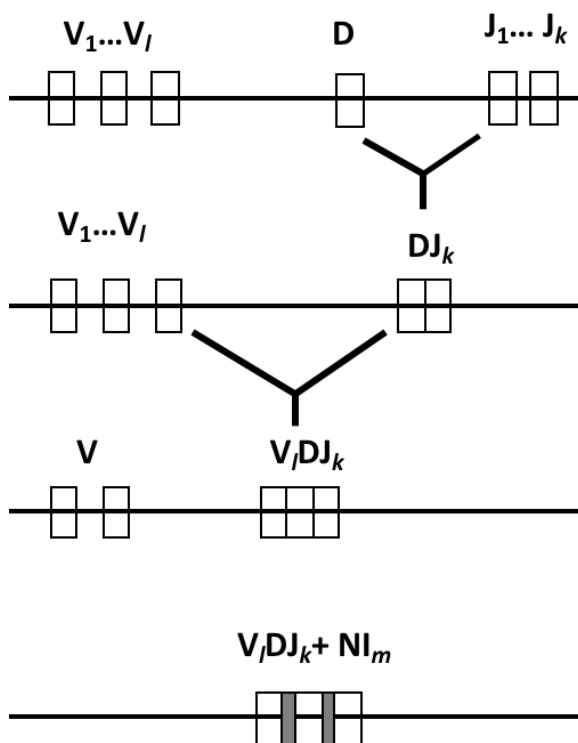 V₁...Vₗ D J₁... Jₖ
V₁...Vₗ DJₖ
V VₗDJₖ
VₗDJₖ+ NIₘ